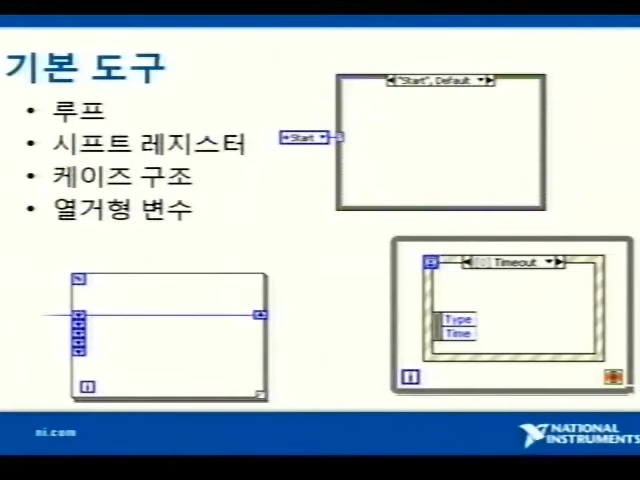 기본 도구
• 루프
• 시프트 레지스터
• 케이즈 구조
• 열거형 변수
"Start", Default
Start
[0] Timeout
Type
Time
N
i
i
ni.com
NATIONAL INSTRUMENTS